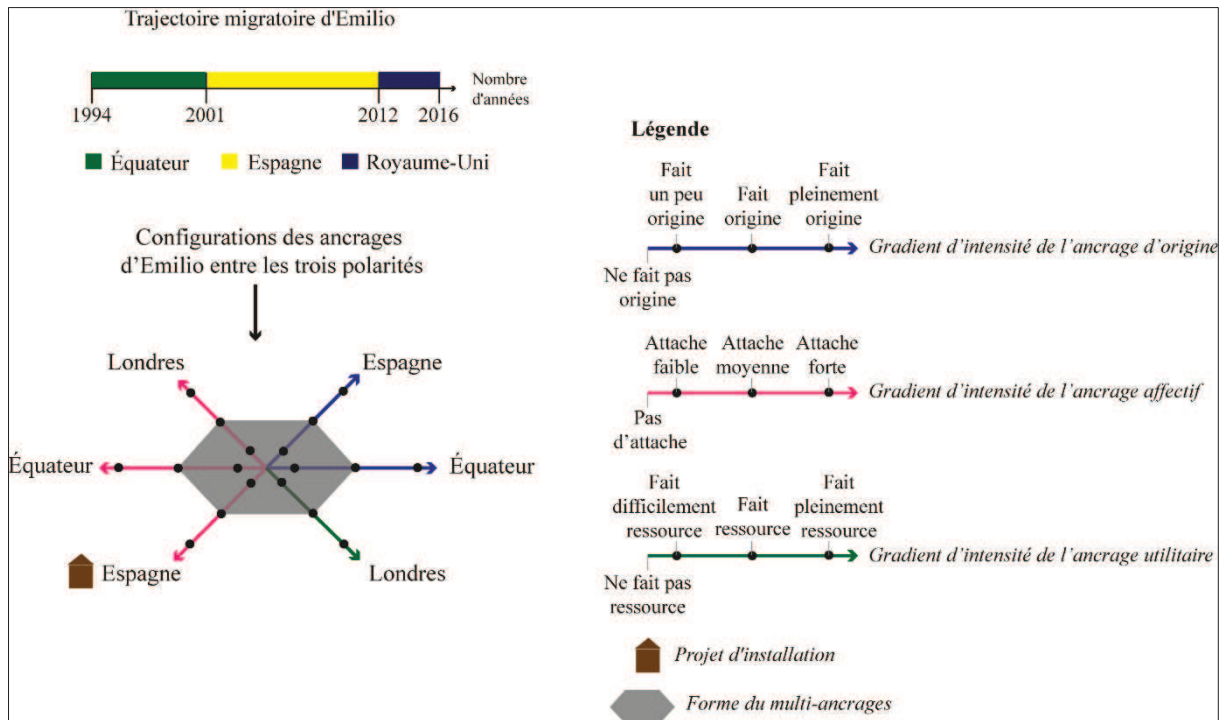 Trajectoire migratoire d'Emilio
Nombre
d'années
1994
2001
2012
2016
Équateur
Espagne
Royaume-Uni
Configurations des ancrages
d'Emilio entre les trois polarités
Londres
Espagne
Équateur
Équateur
Espagne
Londres
Légende
Fait
un peu
origine
Fait
origine
Fait
pleinement
origine
Gradient d'intensité de l'ancrage d'origine
Ne fait pas
origine
Attache
faible
Attache
moyenne
Attache
forte
Gradient d'intensité de l'ancrage affectif
Pas
d'attache
Fait
difficilement
ressource
Fait
ressource
Fait
pleinement
ressource
Gradient d'intensité de l'ancrage utilitaire
Ne fait pas
ressource
Projet d'installation
Forme du multi-ancrages